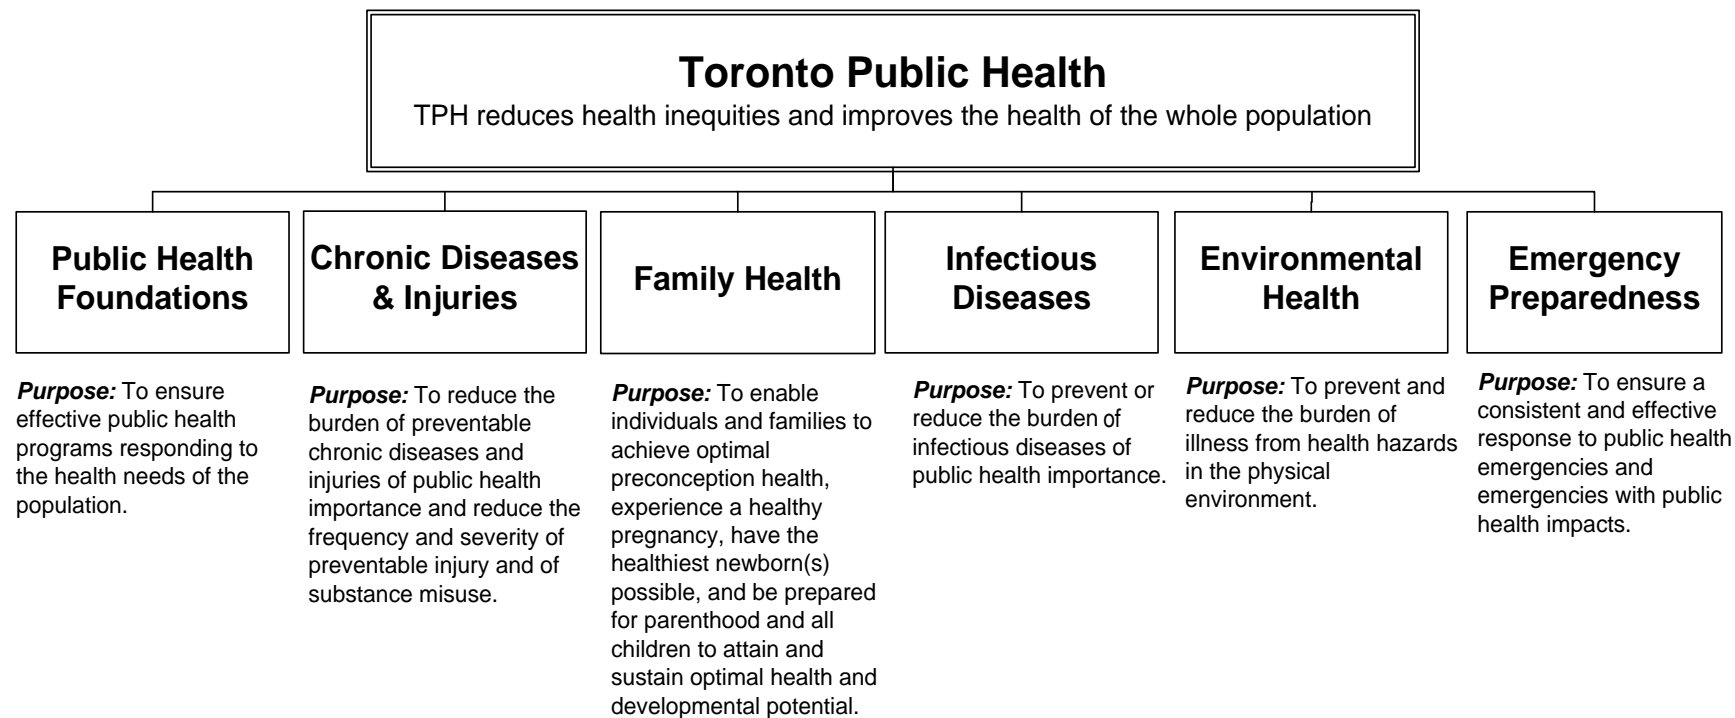 Toronto Public Health
TPH reduces health inequities and improves the health of the whole population
Public Health
Foundations
Chronic Diseases
& Injuries
Family Health
Infectious
Diseases
Environmental
Health
Emergency
Preparedness
Purpose: To ensure
effective public health
programs responding to
the health needs of the
population.
Purpose: To reduce the
burden of preventable
chronic diseases and
injuries of public health
importance and reduce the
frequency and severity of
preventable injury and of
substance misuse.
Purpose: To enable
individuals and families to
achieve optimal
preconception health,
experience a healthy
pregnancy, have the
healthiest newborn(s)
possible, and be prepared
for parenthood and all
children to attain and
sustain optimal health and
developmental potential.
Purpose: To prevent or
reduce the burden of
infectious diseases of
public health importance.
Purpose: To prevent and
reduce the burden of
illness from health hazards
in the physical
environment.
Purpose: To ensure a
consistent and effective
response to public health
emergencies and
emergencies with public
health impacts.